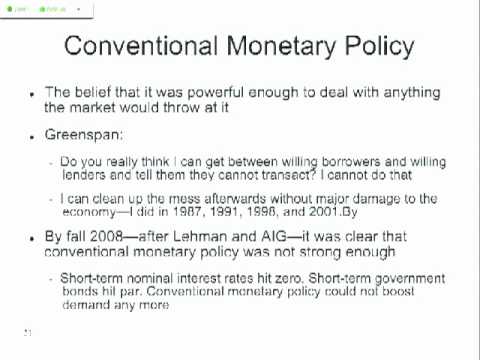 Conventional Monetary Policy
• The belief that it was powerful enough to deal with anything
the market would throw at it
• Greenspan:
- Do you really think I can get between willing borrowers and willing
lenders and tell them they cannot transact? I cannot do that
- I can clean up the mess afterwards without major damage to the
economy—I did in 1987, 1991, 1998, and 2001.By
• By fall 2008—after Lehman and AIG—it was clear that
conventional monetary policy was not strong enough
- Short-term nominal interest rates hit zero. Short-term government
bonds hit par. Conventional monetary policy could not boost
demand any more